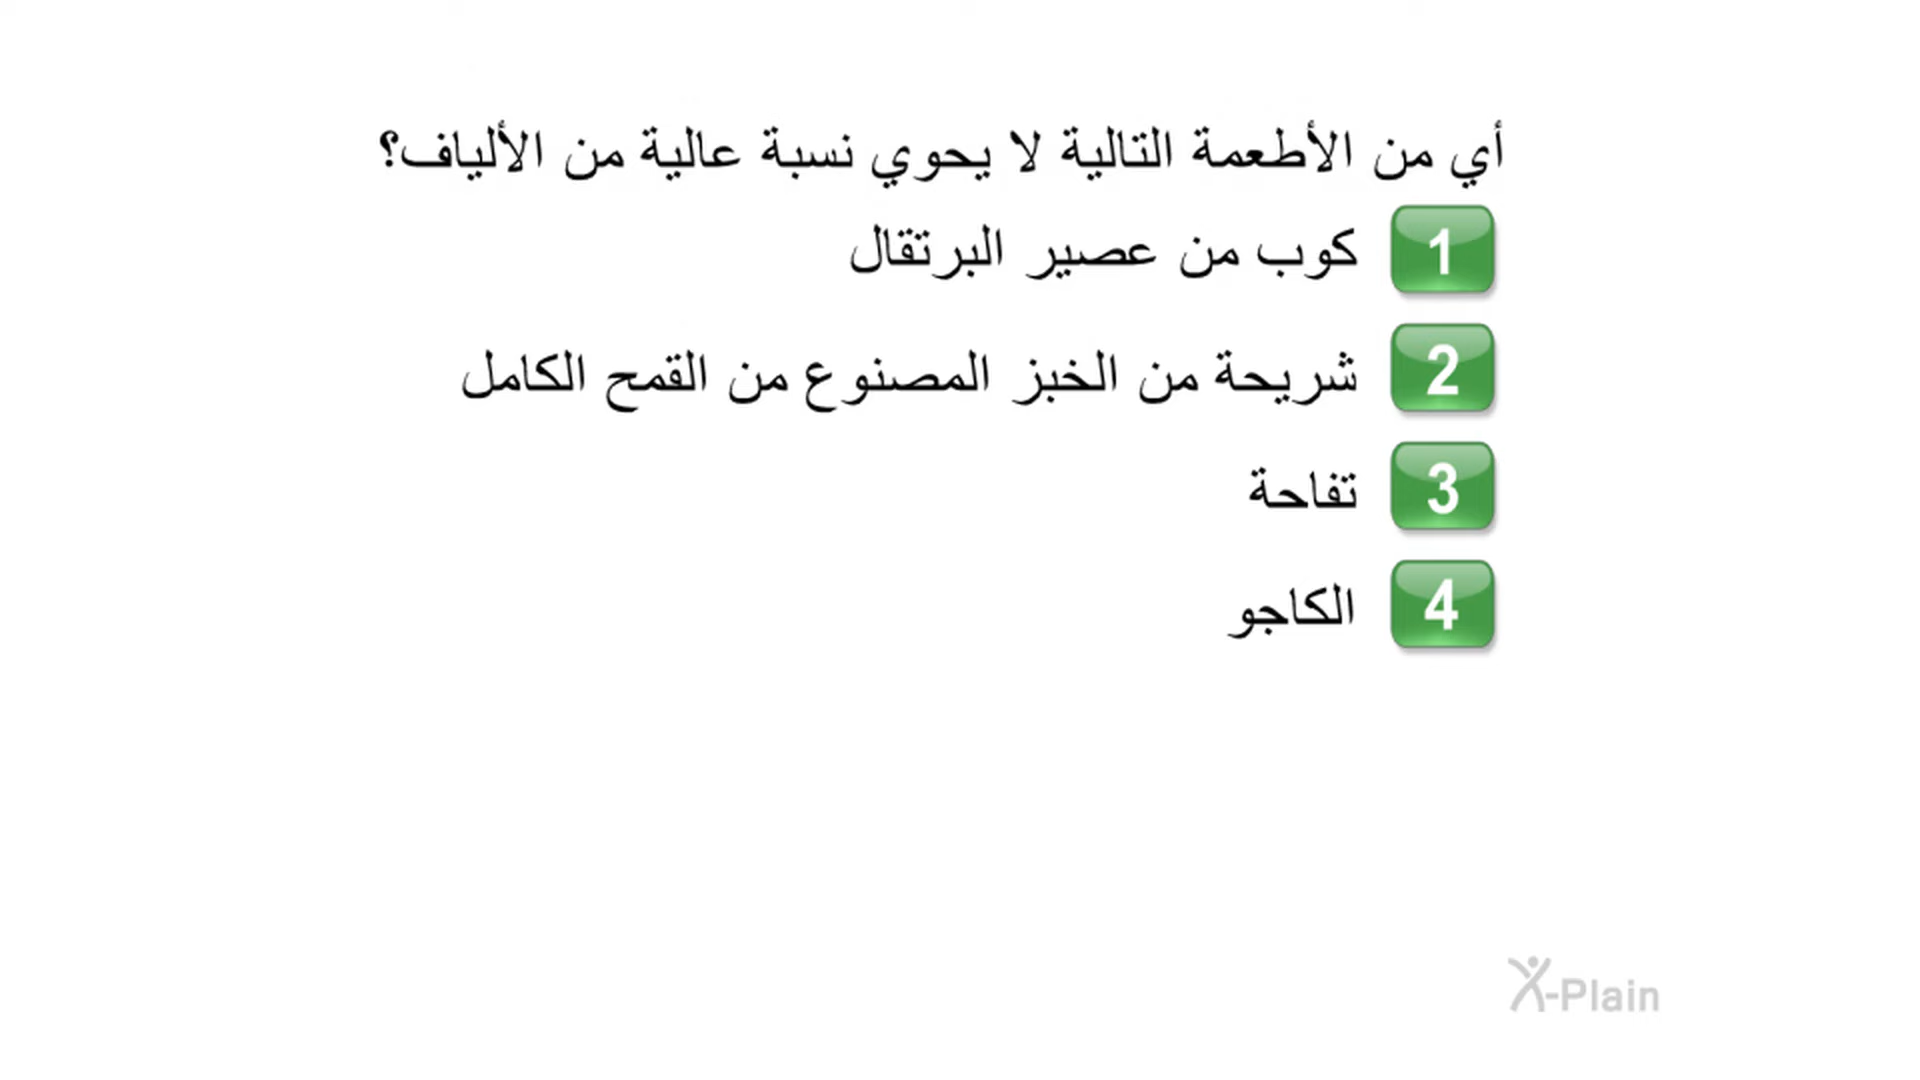 أي من الأطعمة التالية لا يحوي نسبة عالية من الألياف؟
1 كوب من عصير البرتقال
2 شريحة من الخبز المصنوع من القمح الكامل
3 تفاحة
4 الكاجو
X-Plain